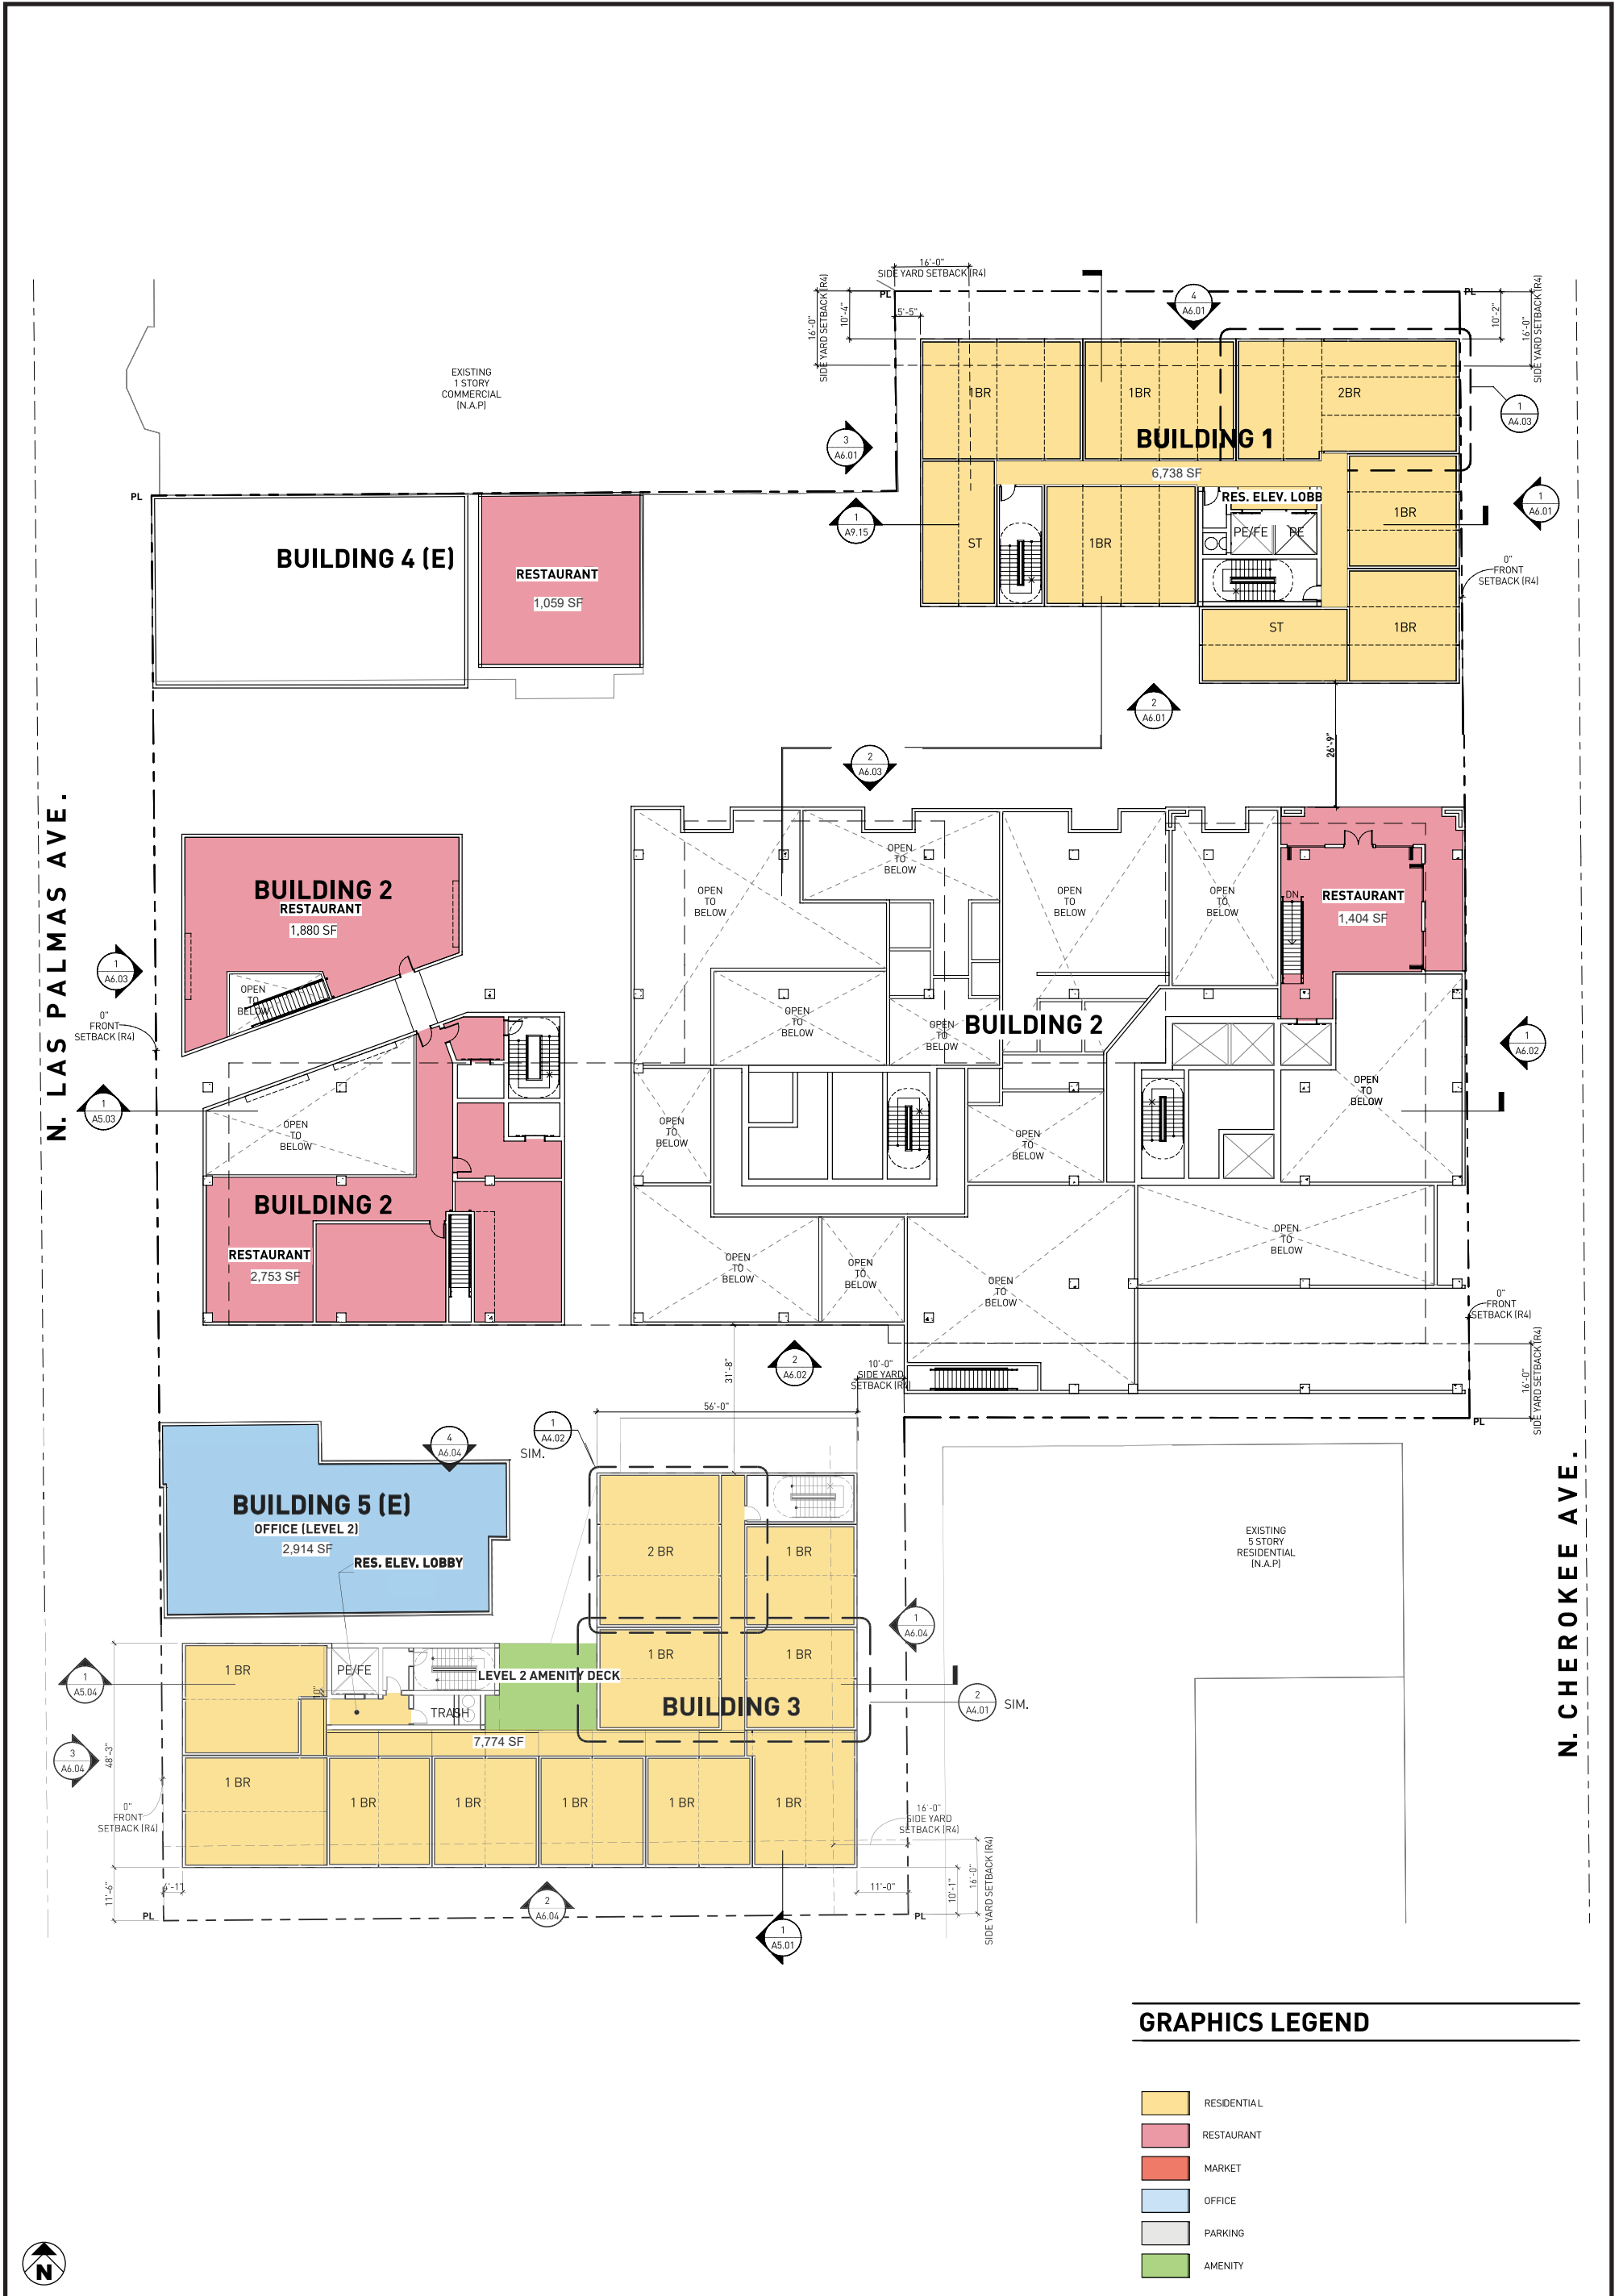 16'-0"
SIDE YARD SETBACK (R4)
PL
PL
4
A6.01
5'-5"
16'-0"
SIDE YARD SETBACK (R4)
10'-4"
10'-2"
16'-0"
SIDE YARD SETBACK (R4)
EXISTING
1 STORY
COMMERCIAL
(N.A.P)
1BR
1BR
2BR
1
A4.03
BUILDING 1
6,738 SF
3
A6.01
PL
RES. ELEV. LOBB
1
A6.01
1BR
1
A9.15
PE/FE
PE
ST
1BR
BUILDING 4 (E)
RESTAURANT
1,059 SF
0"
FRONT
SETBACK (R4)
ST
1BR
2
A6.01
26'-9"
2
A6.03
N. LAS PALMAS AVE.
BUILDING 2
RESTAURANT
1,880 SF
OPEN
TO
BELOW
OPEN
TO
BELOW
OPEN
TO
BELOW
OPEN
TO
BELOW
DN
RESTAURANT
1,404 SF
1
A6.03
OPEN
TO
BELOW
0"
FRONT
SETBACK (R4)
OPEN
TO
BELOW
OPEN
TO
BELOW
BUILDING 2
1
A6.02
1
A5.03
OPEN
TO
BELOW
OPEN
TO
BELOW
OPEN
TO
BELOW
OPEN
TO
BELOW
BUILDING 2
RESTAURANT
2,753 SF
OPEN
TO
BELOW
OPEN
TO
BELOW
OPEN
TO
BELOW
OPEN
TO
BELOW
0"
FRONT
SETBACK (R4)
31'-8"
2
A6.02
10'-0"
SIDE YARD
SETBACK (R4)
16'-0"
SIDE YARD SETBACK (R4)
56'-0"
PL
1
A4.02
SIM.
4
A6.04
BUILDING 5 (E)
OFFICE (LEVEL 2)
2,914 SF
RES. ELEV. LOBBY
2 BR
1 BR
EXISTING
5 STORY
RESIDENTIAL
(N.A.P)
N. CHEROKEE AVE.
1
A6.04
1 BR
1 BR
1 BR
PE/FE
LEVEL 2 AMENITY DECK
1
A5.04
10"
TRASH
BUILDING 3
2
A4.01
SIM.
7,774 SF
3
A6.04
48'-3"
1 BR
1 BR
1 BR
1 BR
1 BR
1 BR
0"
FRONT
SETBACK (R4)
16'-0"
SIDE YARD
SETBACK (R4)
11'-6"
4'-11
2
A6.04
11'-0"
10'-1"
16'-0"
SIDE YARD SETBACK (R4)
PL
PL
1
A5.01
GRAPHICS LEGEND
RESIDENTIAL
RESTAURANT
MARKET
OFFICE
PARKING
AMENITY
N